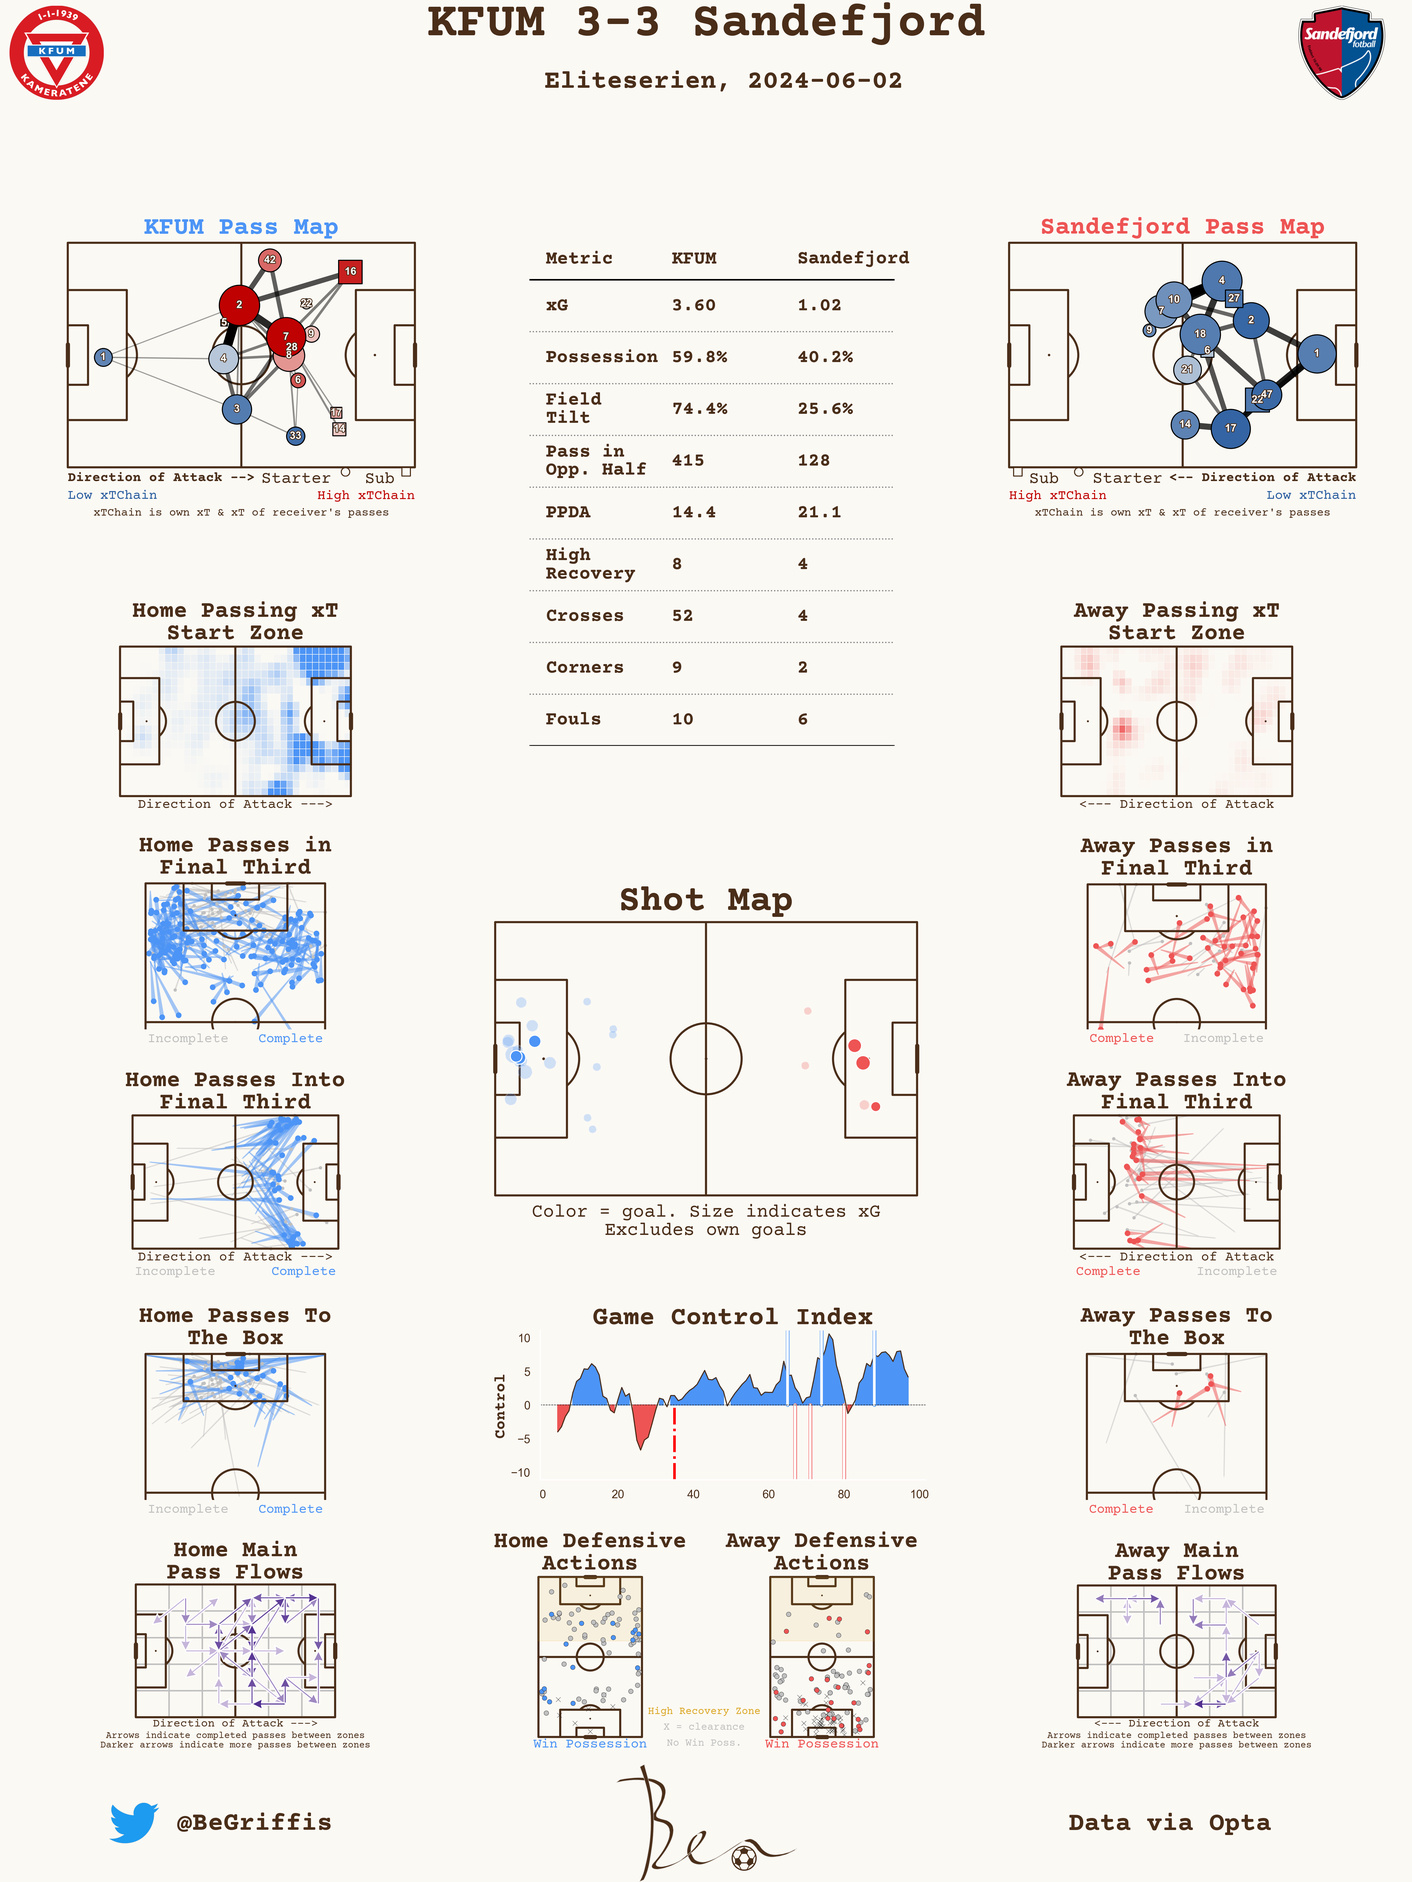 KFUM 3-3 Sandefjord
Eliteserien, 2024-06-02
1-1-1939
KFUM
KAMERATENE
Sandefjord
fotball
KFUM Pass Map
42
16
2
22
5
7
9
28
8
1
4
6
3
17
14
33
Direction of Attack --> Starter Sub
Low xTChain High xTChain
xTChain is own xT & xT of receiver's passes
Metric KFUM Sandefjord
xG 3.60 1.02
Possession 59.8% 40.2%
Field
Tilt 74.4% 25.6%
Pass in
Opp. Half 415 128
PPDA 14.4 21.1
High
Recovery 8 4
Crosses 52 4
Corners 9 2
Fouls 10 6
Sandefjord Pass Map
4
10
27
7
2
9
18
6
1
21
22
47
14
17
Sub Starter <-- Direction of Attack
High xTChain Low xTChain
xTChain is own xT & xT of receiver's passes
Home Passing xT
Start Zone
Direction of Attack --->
Away Passing xT
Start Zone
<--- Direction of Attack
Home Passes in
Final Third
Incomplete Complete
Away Passes in
Final Third
Complete Incomplete
Shot Map
Color = goal. Size indicates xG
Excludes own goals
Home Passes Into
Final Third
Direction of Attack --->
Incomplete Complete
Away Passes Into
Final Third
<--- Direction of Attack
Complete Incomplete
Home Passes To
The Box
Incomplete Complete
Game Control Index
Control
10
5
0
−5
−10
0 20 40 60 80 100
Away Passes To
The Box
Complete Incomplete
Home Main
Pass Flows
Direction of Attack --->
Arrows indicate completed passes between zones
Darker arrows indicate more passes between zones
Home Defensive
Actions
Win Possession
High Recovery Zone
X = clearance
No Win Poss.
Away Defensive
Actions
Win Possession
Away Main
Pass Flows
<--- Direction of Attack
Arrows indicate completed passes between zones
Darker arrows indicate more passes between zones
@BeGriffis
Ben
Data via Opta